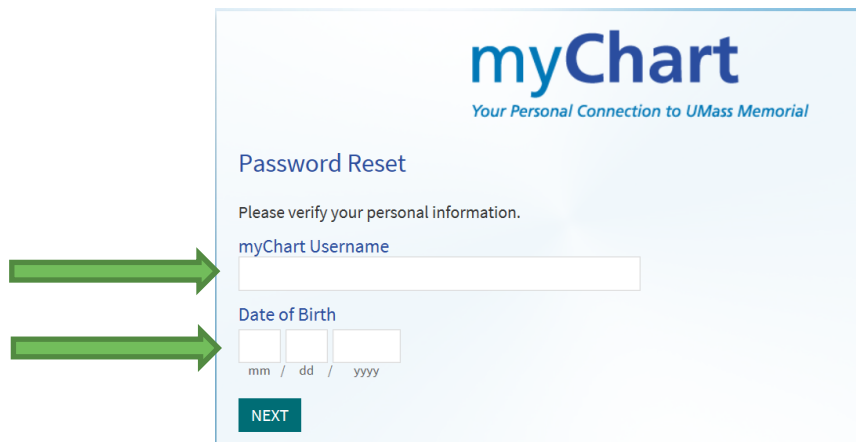 myChart
Your Personal Connection to UMass Memorial
Password Reset
Please verify your personal information.
myChart Username
Date of Birth
mm / dd / yyyy
NEXT